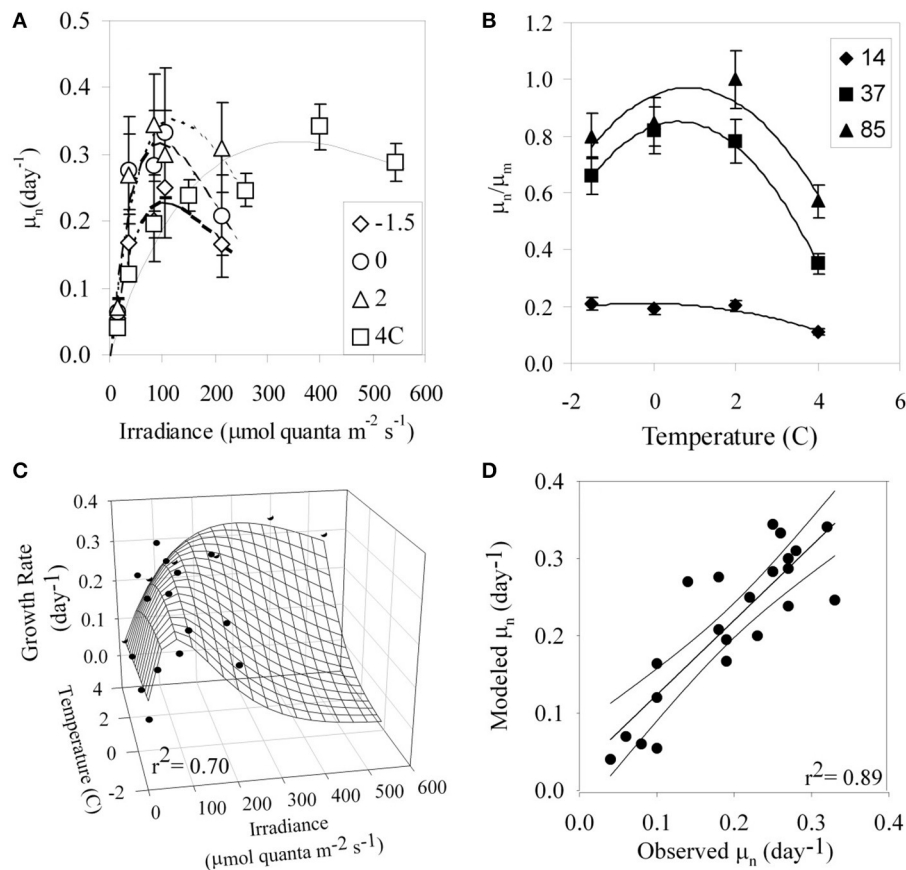 A
0.5
0.4
0.3
0.2
0.1
0.0
μn(day-1)
-1.5
0
2
4C
0 100 200 300 400 500 600
Irradiance (μmol quanta m-2 s-1)
B
1.2
1.0
0.8
0.6
0.4
0.2
0.0
μn/μm
14
37
85
-2 0 2 4 6
Temperature (C)
C
0.4
0.3
0.2
0.1
0.0
Growth Rate
(day-1)
4
2
0
-2
Temperature (C)
r2= 0.70
0 100 200 300 400 500 600
Irradiance
(μmol quanta m-2 s-1)
D
0.4
0.3
0.2
0.1
0.0
Modeled μn (day-1)
r2= 0.89
0.0 0.1 0.2 0.3 0.4
Observed μn (day-1)